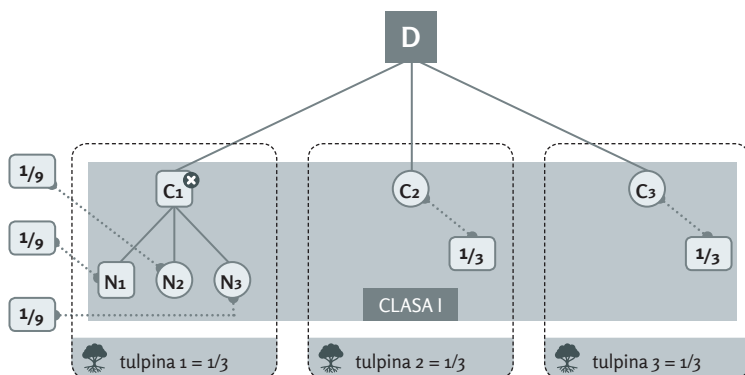 D
1/9
C1
C2
C3
1/9
N1
N2
N3
1/3
1/3
1/9
CLASA I
tulpina 1 = 1/3
tulpina 2 = 1/3
tulpina 3 = 1/3